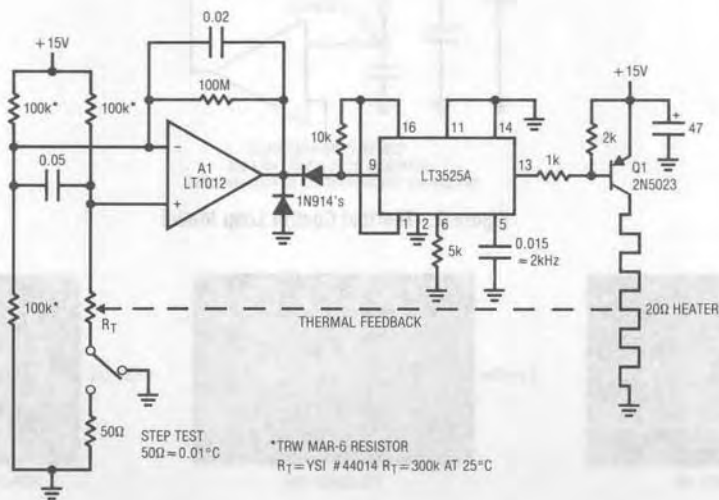 +15V
100k*
100k*
0.02
100M
0.05
−
+
A1
LT1012
1N914's
10k
9
16
11
14
LT3525A
13
1
2
6
5
5k
0.015
≈2kHz
1k
2k
+15V
+
47
Q1
2N5023
100k*
RT
THERMAL FEEDBACK
20Ω HEATER
50Ω
STEP TEST
50Ω=0.01°C
*TRW MAR-6 RESISTOR
RT=YSI #44014 RT=300k AT 25°C